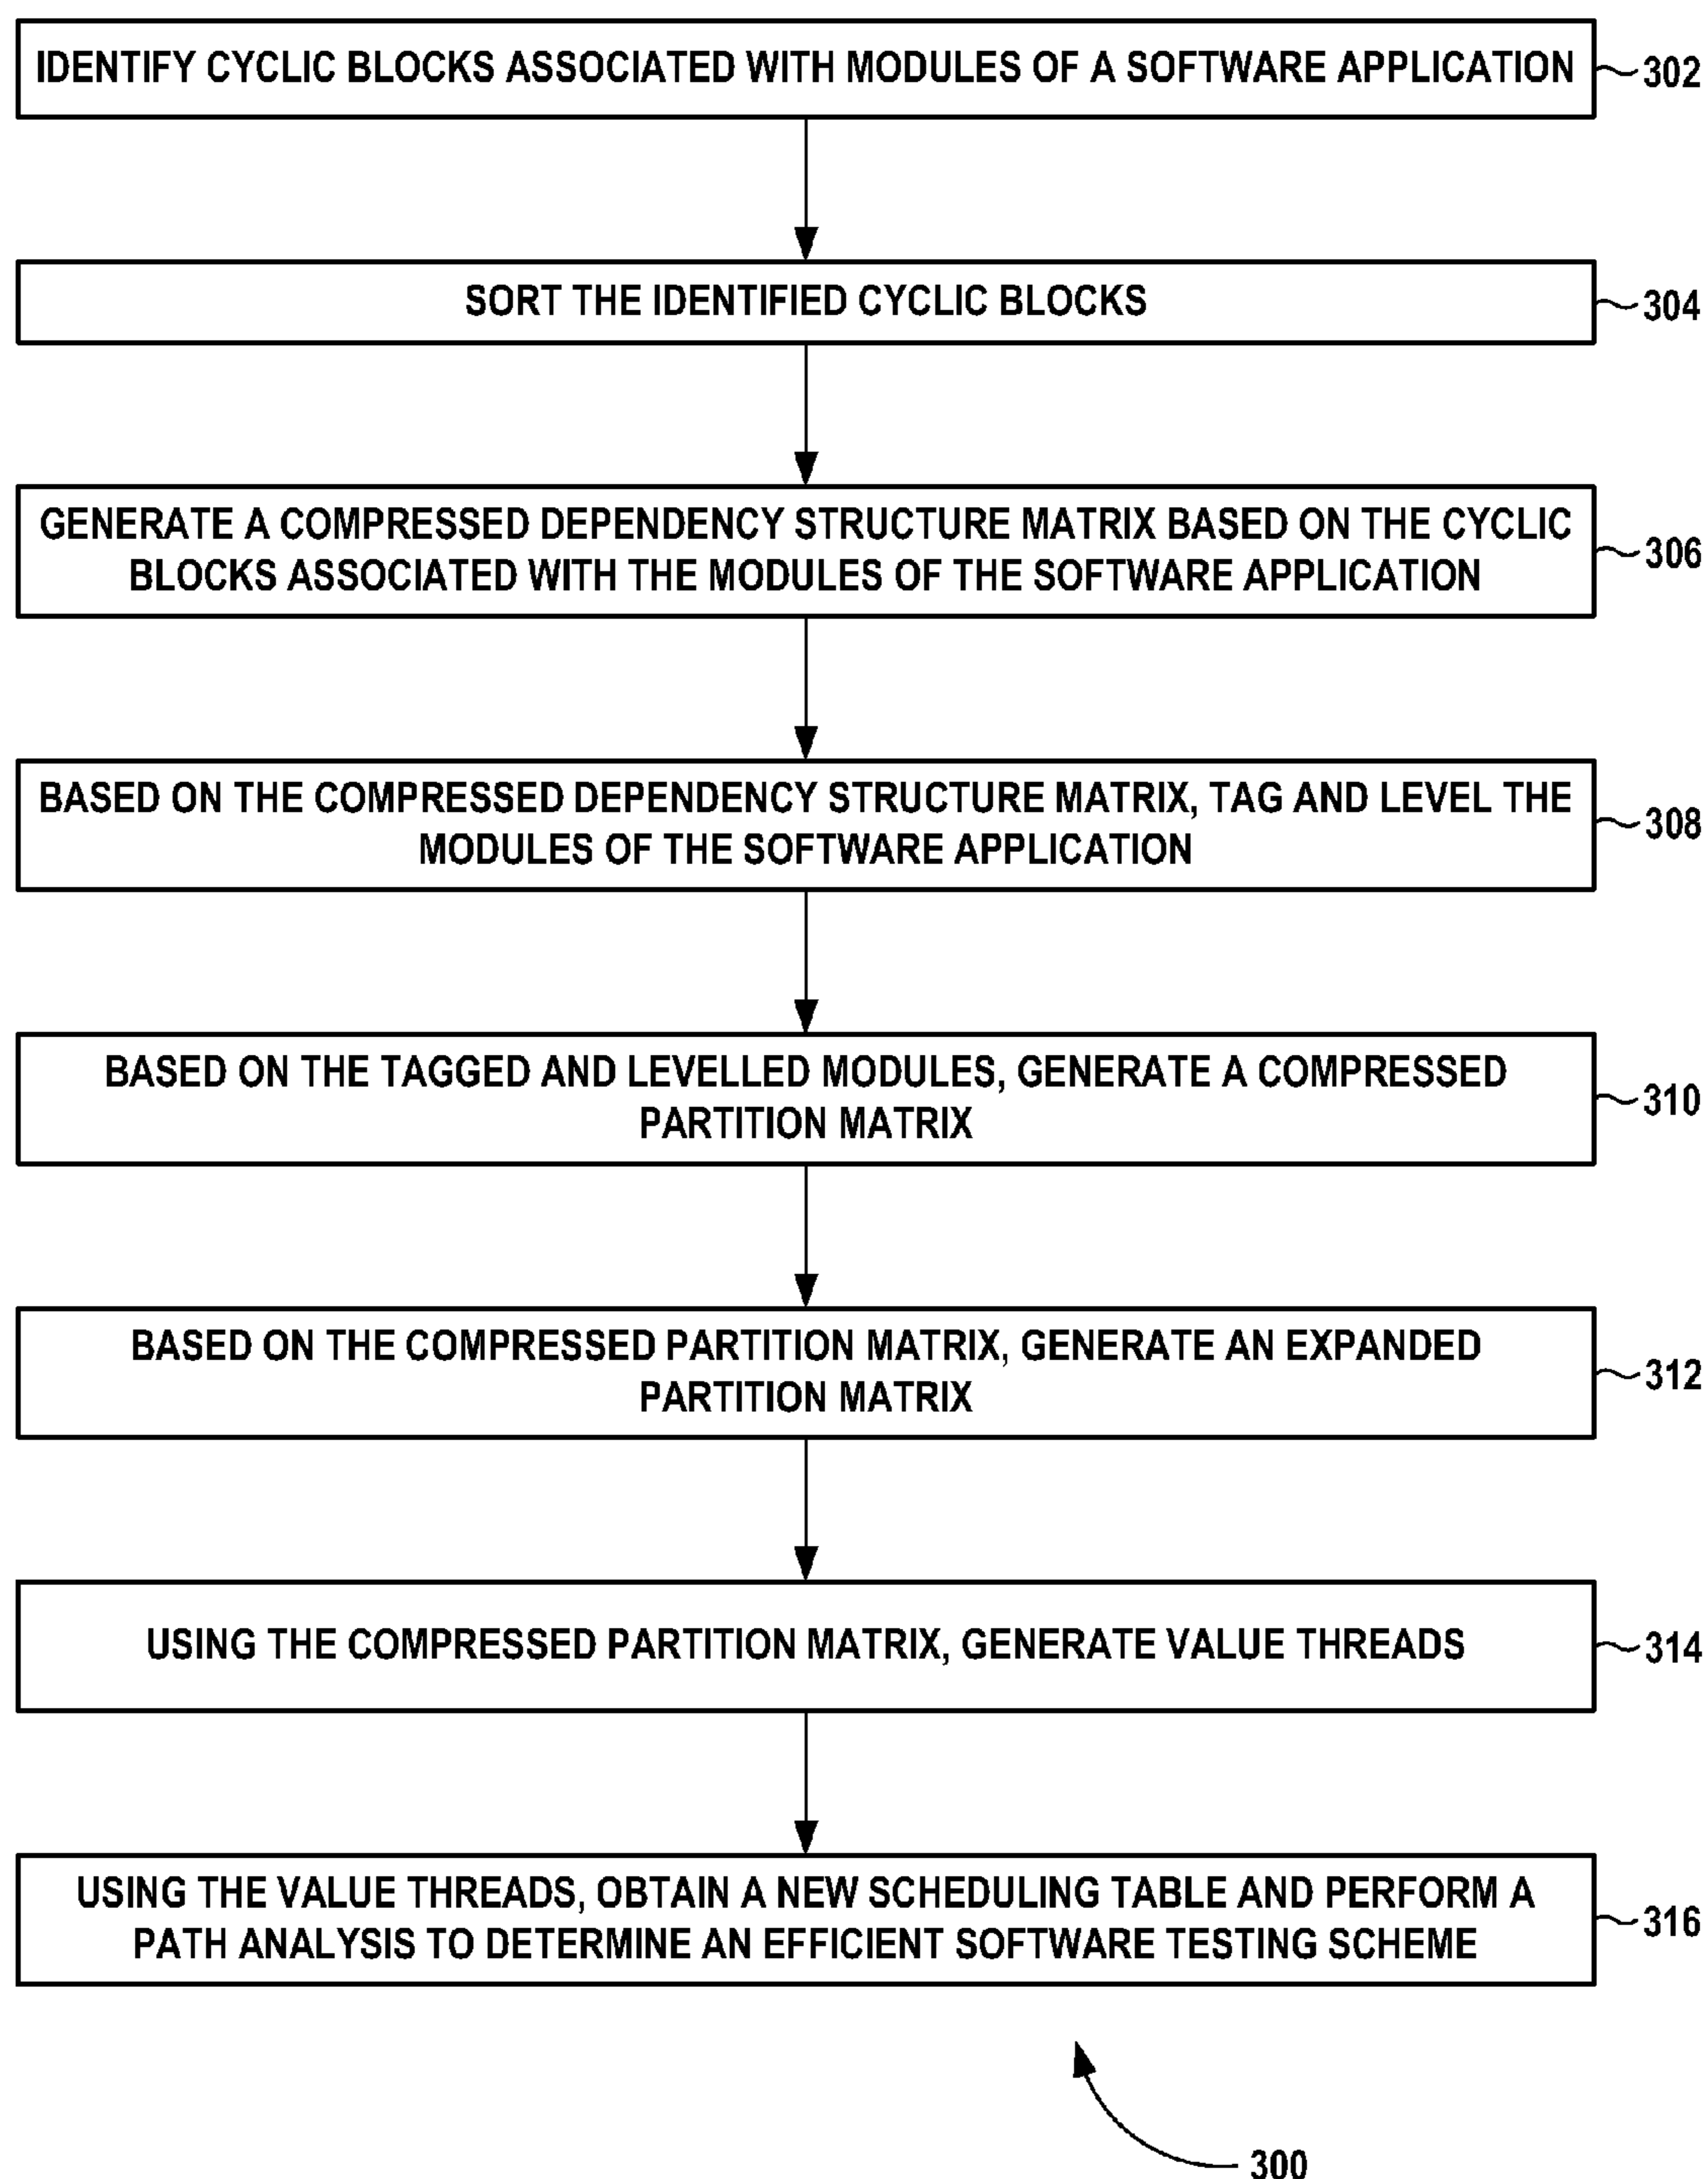 IDENTIFY CYCLIC BLOCKS ASSOCIATED WITH MODULES OF A SOFTWARE APPLICATION
302
SORT THE IDENTIFIED CYCLIC BLOCKS
304
GENERATE A COMPRESSED DEPENDENCY STRUCTURE MATRIX BASED ON THE CYCLIC
BLOCKS ASSOCIATED WITH THE MODULES OF THE SOFTWARE APPLICATION
306
BASED ON THE COMPRESSED DEPENDENCY STRUCTURE MATRIX, TAG AND LEVEL THE
MODULES OF THE SOFTWARE APPLICATION
308
BASED ON THE TAGGED AND LEVELLED MODULES, GENERATE A COMPRESSED
PARTITION MATRIX
310
BASED ON THE COMPRESSED PARTITION MATRIX, GENERATE AN EXPANDED
PARTITION MATRIX
312
USING THE COMPRESSED PARTITION MATRIX, GENERATE VALUE THREADS
314
USING THE VALUE THREADS, OBTAIN A NEW SCHEDULING TABLE AND PERFORM A
PATH ANALYSIS TO DETERMINE AN EFFICIENT SOFTWARE TESTING SCHEME
316
300